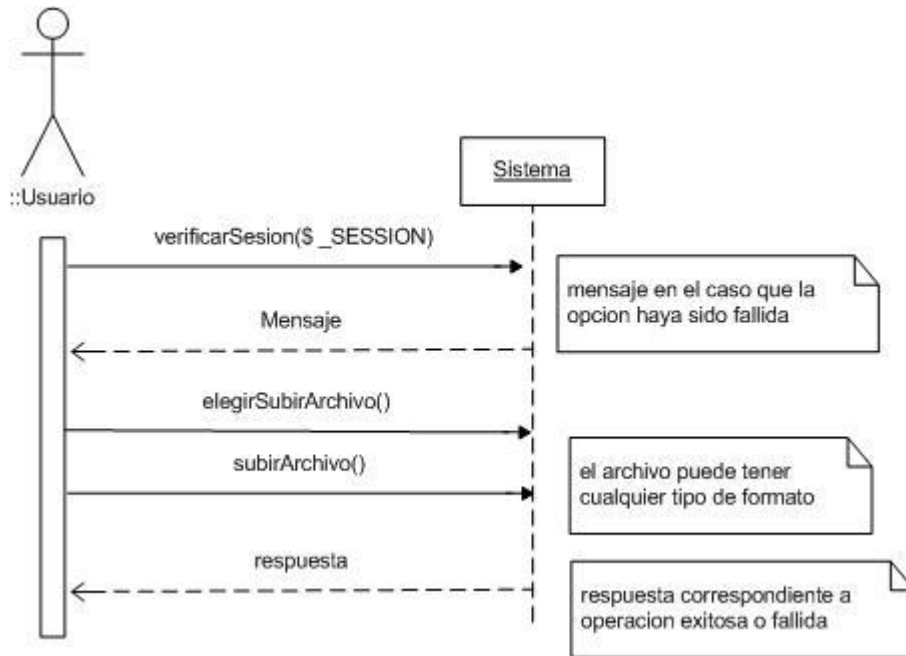 Sistema
::Usuario
verificarSesion($ _SESSION)
mensaje en el caso que la
opcion haya sido fallida
Mensaje
elegirSubirArchivo()
subirArchivo()
el archivo puede tener
cualquier tipo de formato
respuesta
respuesta correspondiente a
operacion exitosa o fallida